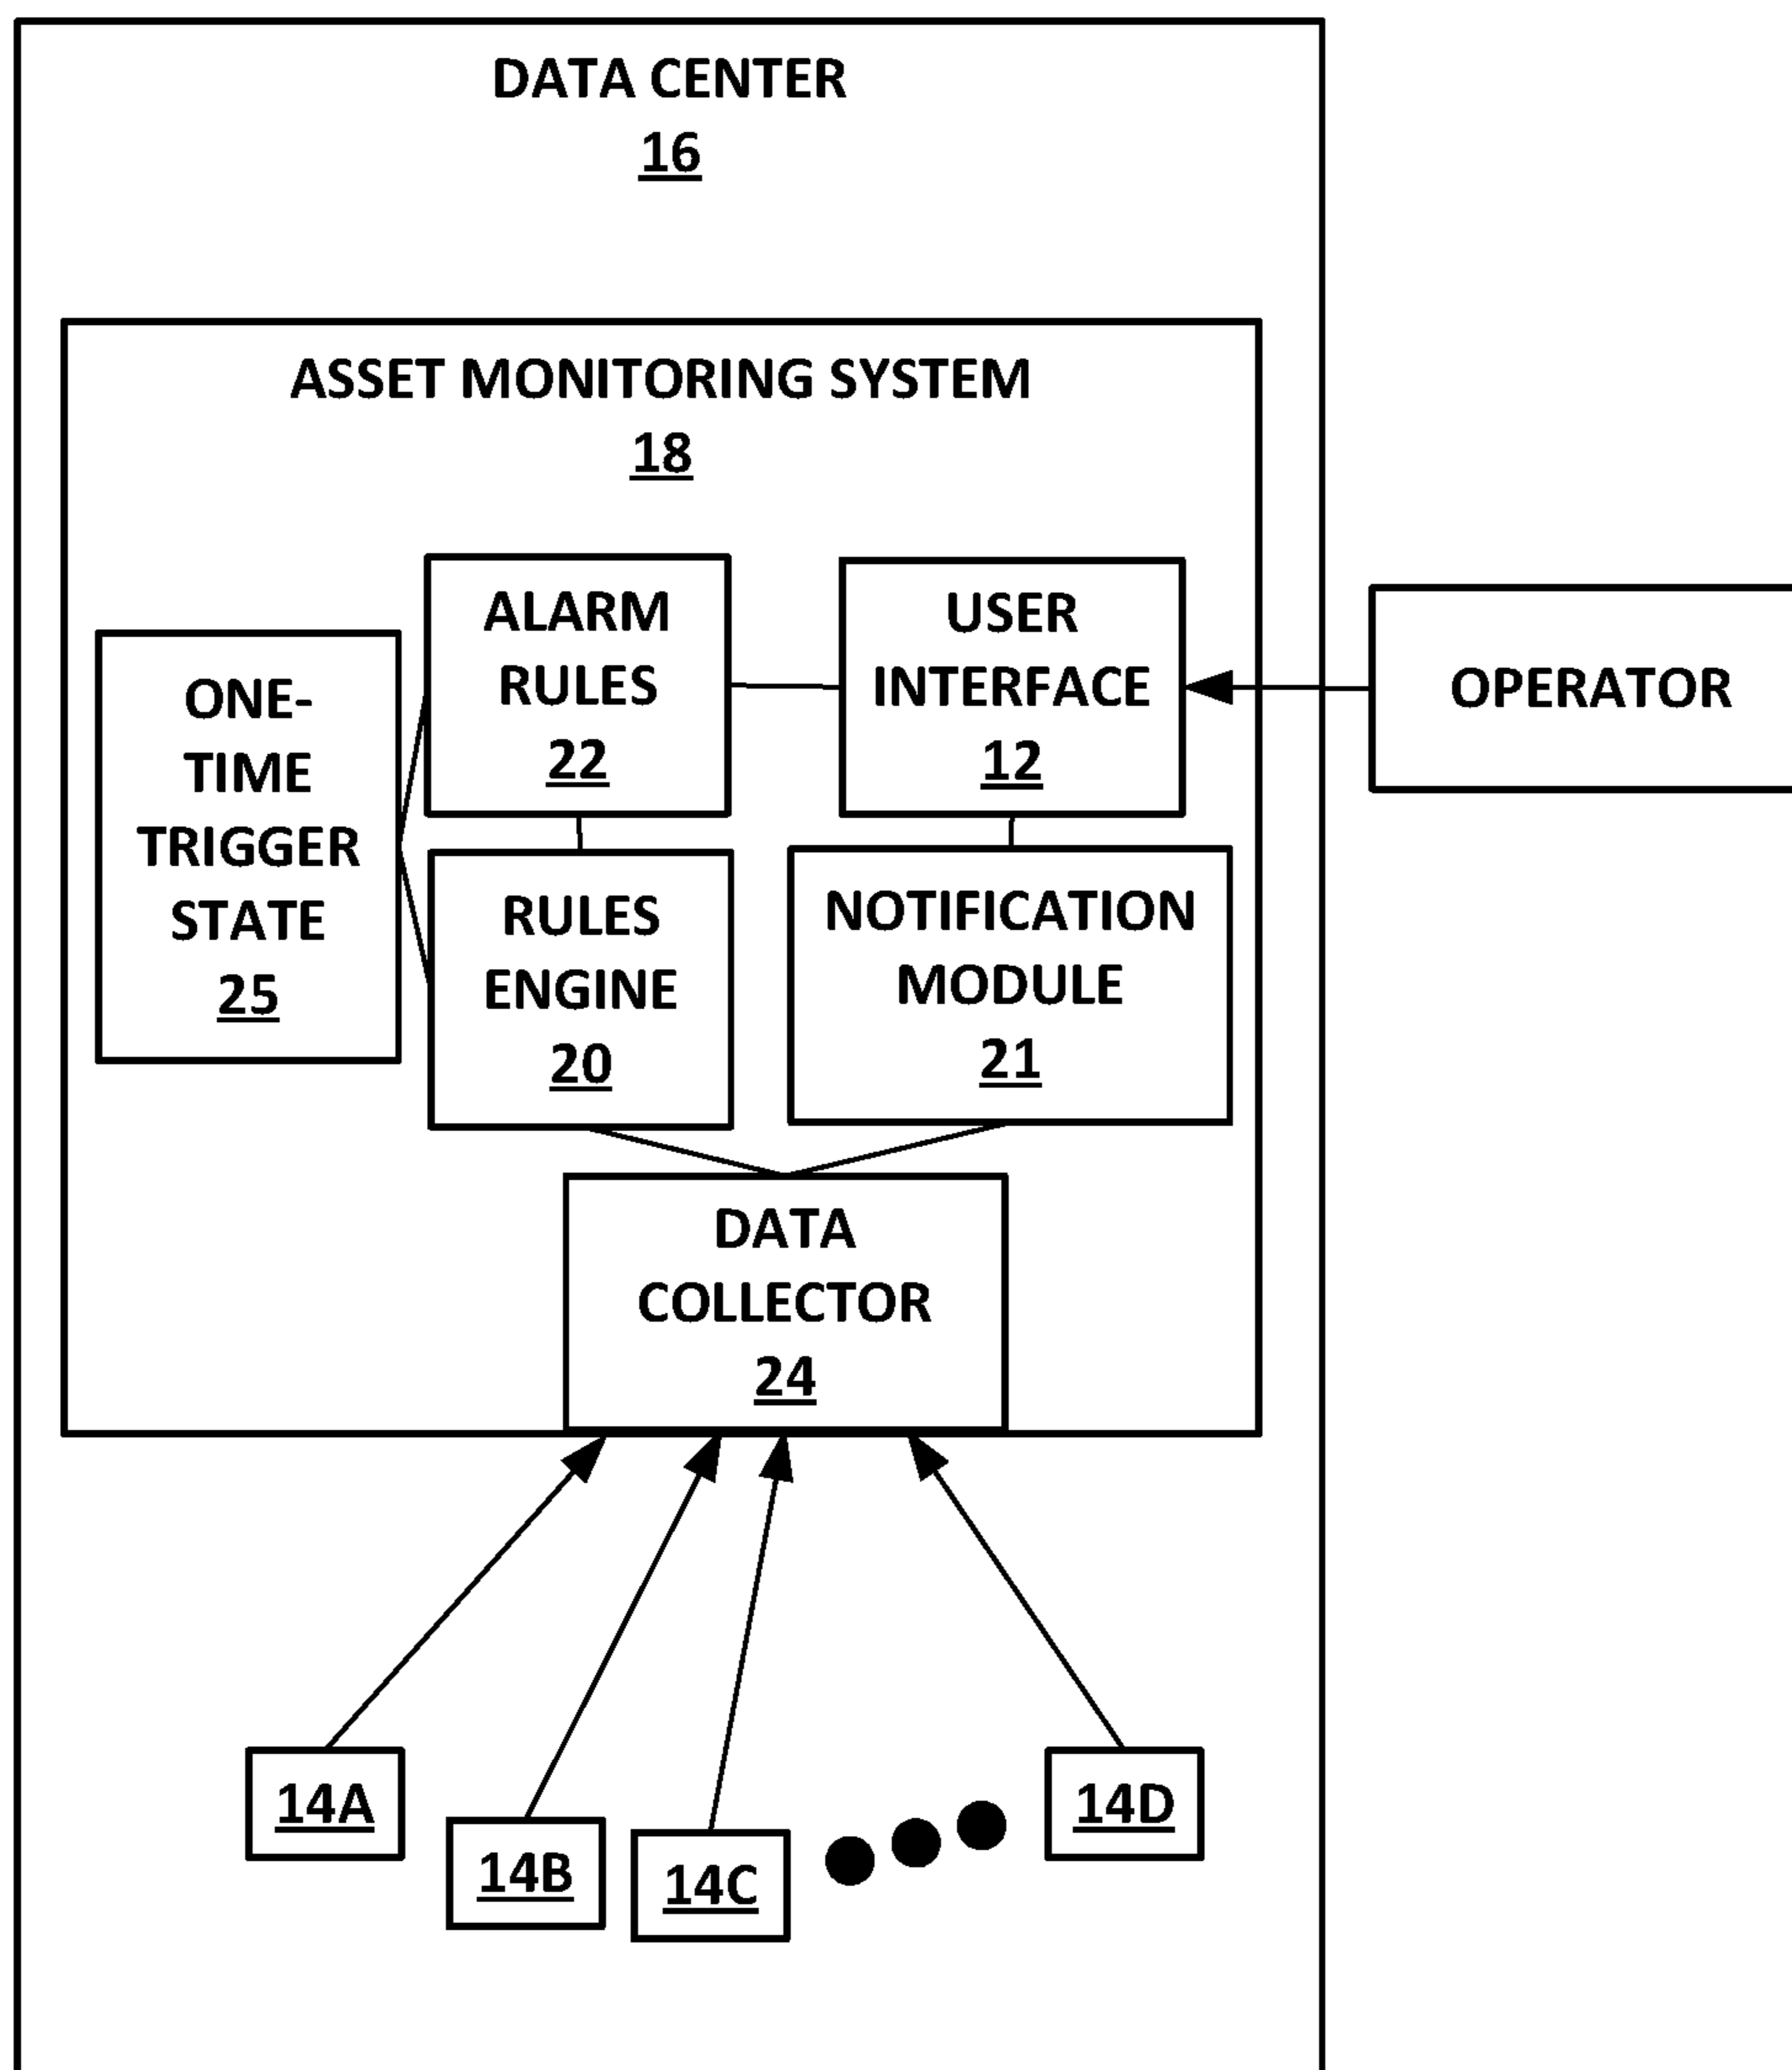 DATA CENTER
16
ASSET MONITORING SYSTEM
18
ONE-
TIME
TRIGGER
STATE
25
ALARM
RULES
22
USER
INTERFACE
12
OPERATOR
RULES
ENGINE
20
NOTIFICATION
MODULE
21
DATA
COLLECTOR
24
14A
14B
14C
14D